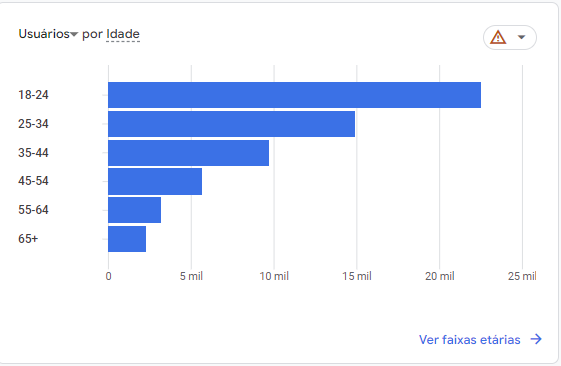 Usuários por Idade
18-24
25-34
35-44
45-54
55-64
65+
0 5 mil 10 mil 15 mil 20 mil 25 mil
Ver faixas etárias